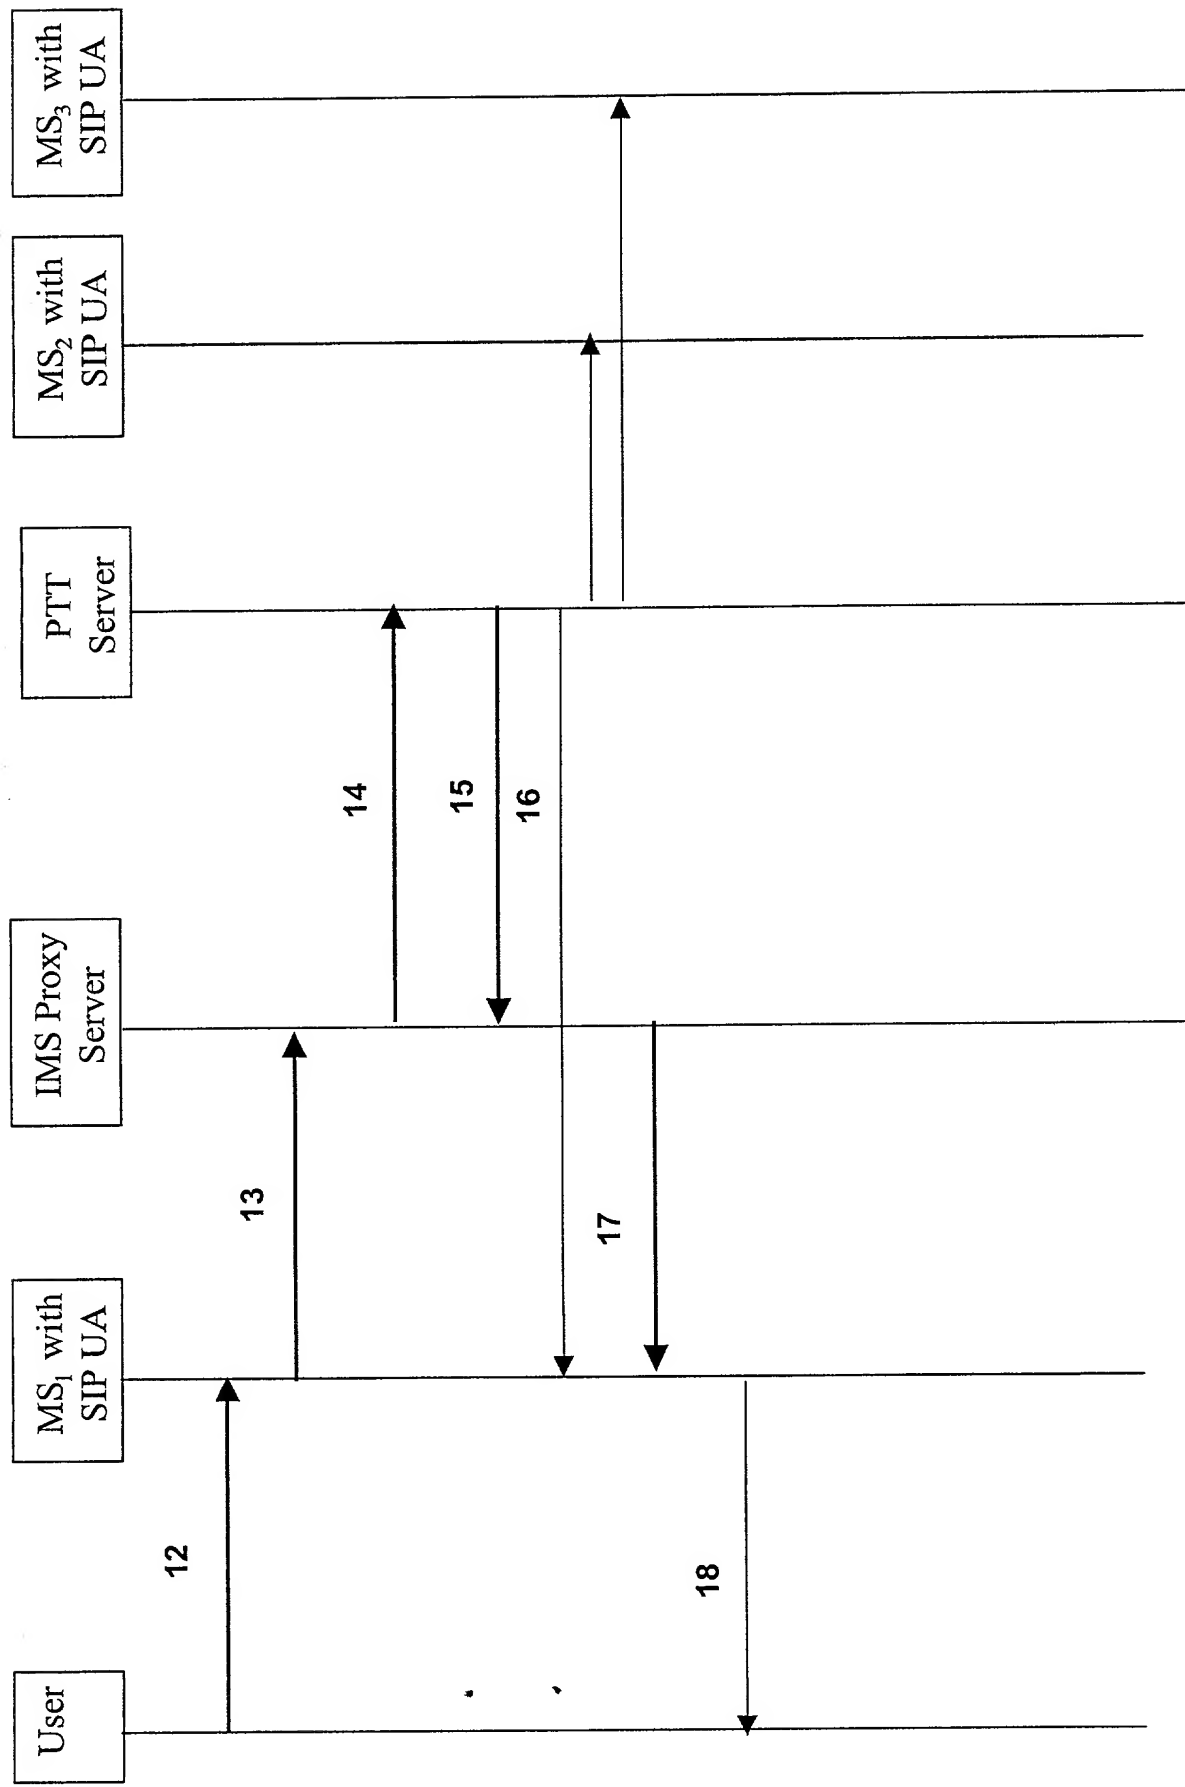 User
MS₁ with
SIP UA
IMS Proxy
Server
PTT
Server
MS₂ with
SIP UA
MS₃ with
SIP UA
12
13
14
15
16
17
18